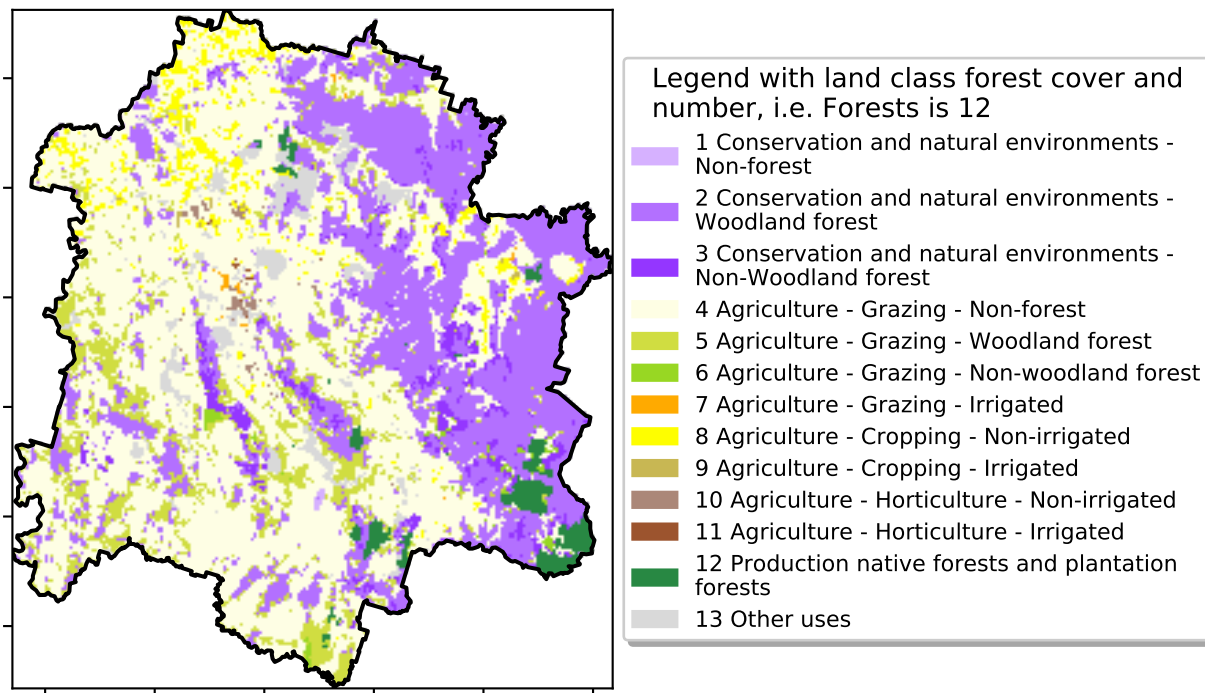 Legend with land class forest cover and
number, i.e. Forests is 12
1 Conservation and natural environments -
Non-forest
2 Conservation and natural environments -
Woodland forest
3 Conservation and natural environments -
Non-Woodland forest
4 Agriculture - Grazing - Non-forest
5 Agriculture - Grazing - Woodland forest
6 Agriculture - Grazing - Non-woodland forest
7 Agriculture - Grazing - Irrigated
8 Agriculture - Cropping - Non-irrigated
9 Agriculture - Cropping - Irrigated
10 Agriculture - Horticulture - Non-irrigated
11 Agriculture - Horticulture - Irrigated
12 Production native forests and plantation
forests
13 Other uses